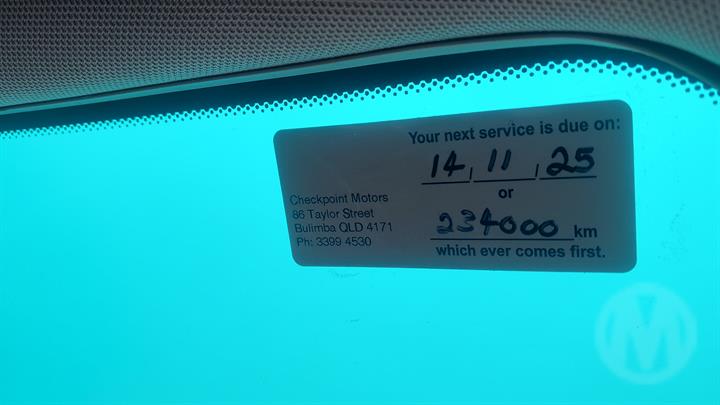 Your next service is due on:
14, 11, 25
or
234000 km
which ever comes first.
Checkpoint Motors
86 Taylor Street
Bulimba QLD 4171
Ph: 3399 4530
M